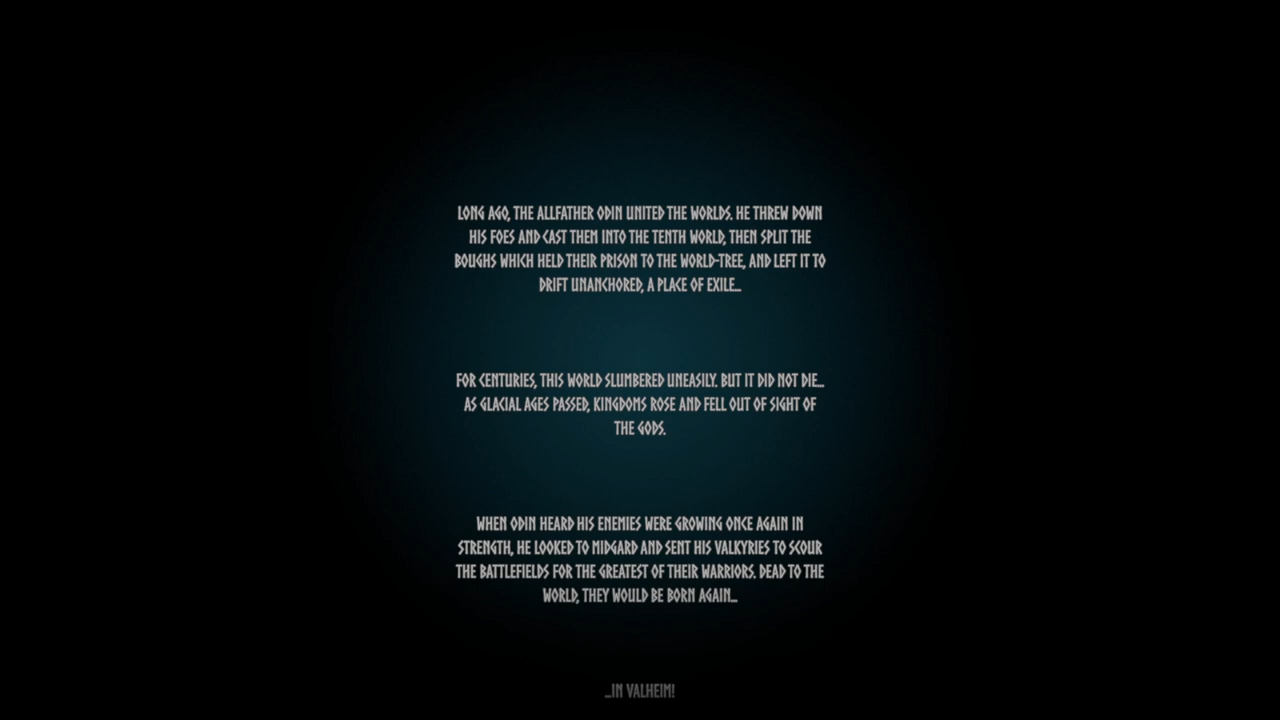 LONG AGO, THE ALLFATHER ODIN UNITED THE WORLDS. HE THREW DOWN
HIS FOES AND CAST THEM INTO THE TENTH WORLD, THEN SPLIT THE
BOUGHS WHICH HELD THEIR PRISON TO THE WORLD-TREE, AND LEFT IT TO
DRIFT UNANCHORED, A PLACE OF EXILE...
FOR CENTURIES, THIS WORLD SLUMBERED UNEASILY. BUT IT DID NOT DIE...
AS GLACIAL AGES PASSED, KINGDOMS ROSE AND FELL OUT OF SIGHT OF
THE GODS.
WHEN ODIN HEARD HIS ENEMIES WERE GROWING ONCE AGAIN IN
STRENGTH, HE LOOKED TO MIDGARD AND SENT HIS VALKYRIES TO SCOUR
THE BATTLEFIELDS FOR THE GREATEST OF THEIR WARRIORS. DEAD TO THE
WORLD, THEY WOULD BE BORN AGAIN...
...IN VALHEIM!